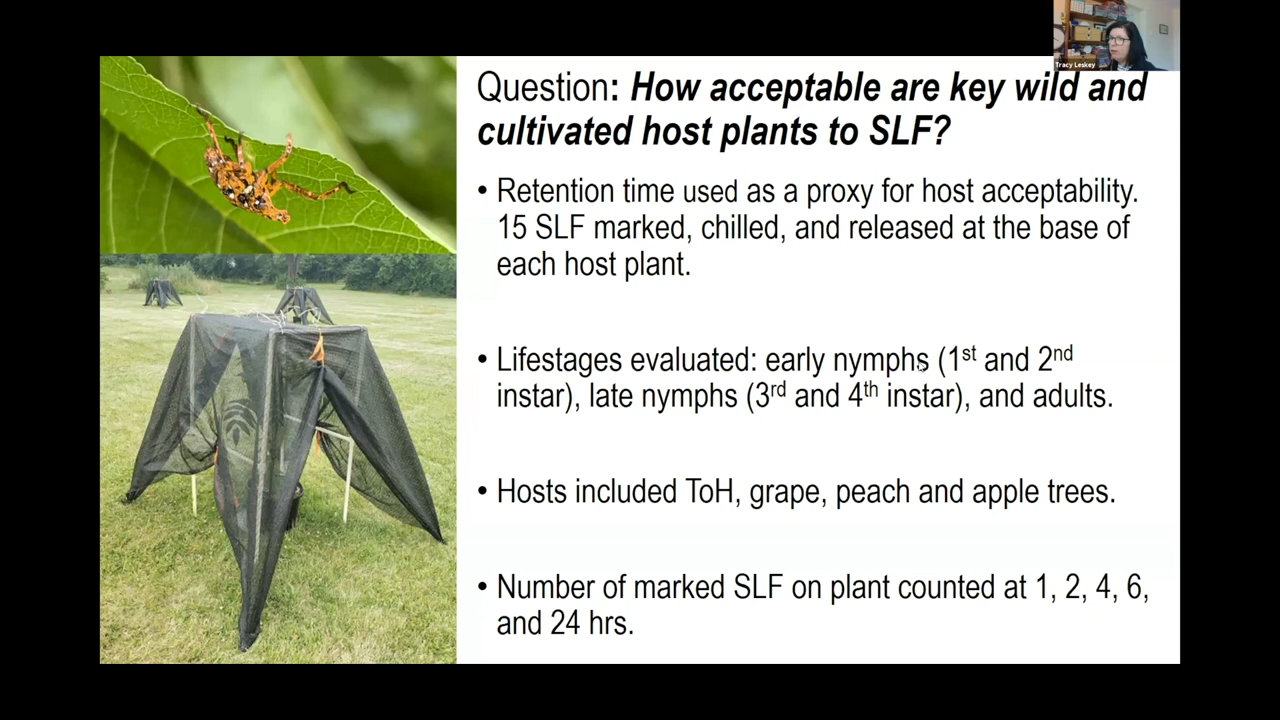 Tracy Leskey
Question: How acceptable are key wild and
cultivated host plants to SLF?
• Retention time used as a proxy for host acceptability.
15 SLF marked, chilled, and released at the base of
each host plant.
• Lifestages evaluated: early nymphs (1st and 2nd
instar), late nymphs (3rd and 4th instar), and adults.
• Hosts included ToH, grape, peach and apple trees.
• Number of marked SLF on plant counted at 1, 2, 4, 6,
and 24 hrs.